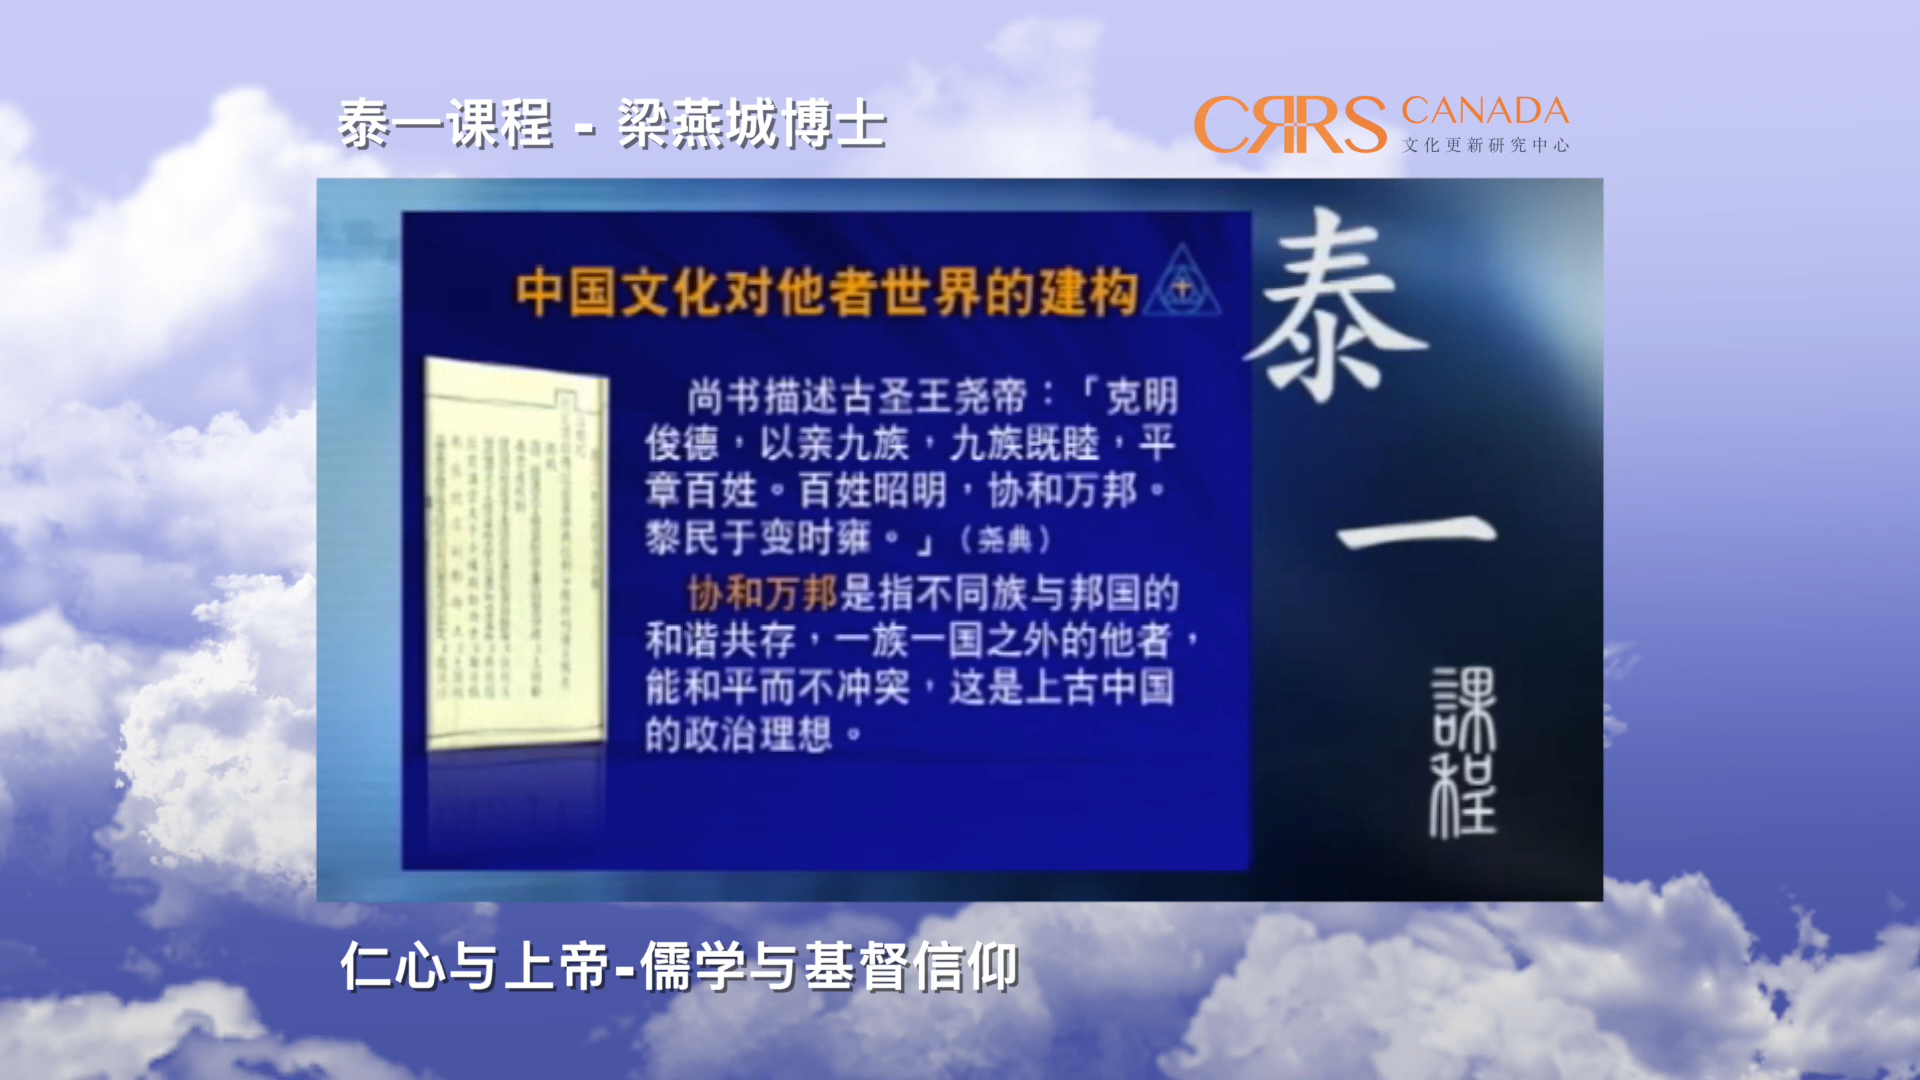 泰一课程 - 梁燕城博士
CRRS CANADA
文化更新研究中心
中国文化对他者世界的建构
尚书描述古圣王尧帝：「克明
俊德，以亲九族，九族既睦，平
章百姓。百姓昭明，协和万邦。
黎民于变时雍。」（尧典）
协和万邦是指不同族与邦国的
和谐共存，一族一国之外的他者，
能和平而不冲突，这是上古中国
的政治理想。
泰
一
課程
仁心与上帝-儒学与基督信仰